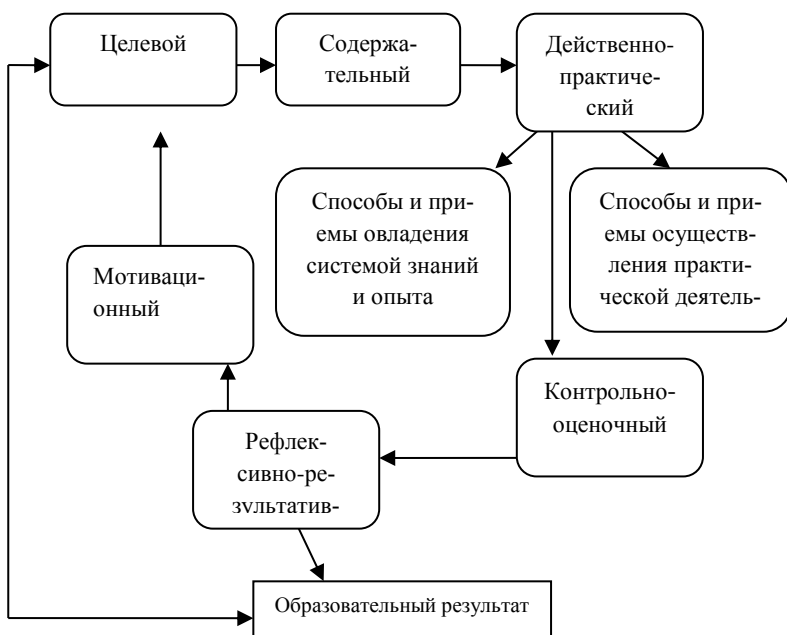 Целевой
Содержа-
тельный
Действенно-
практиче-
ский
Способы и при-
емы овладения
системой знаний
и опыта
Способы и при-
емы осуществ-
ления практи-
ческой деятель-
Мотиваци-
онный
Контрольно-
оценочный
Рефлек-
сивно-ре-
зультатив-
Образовательный результат